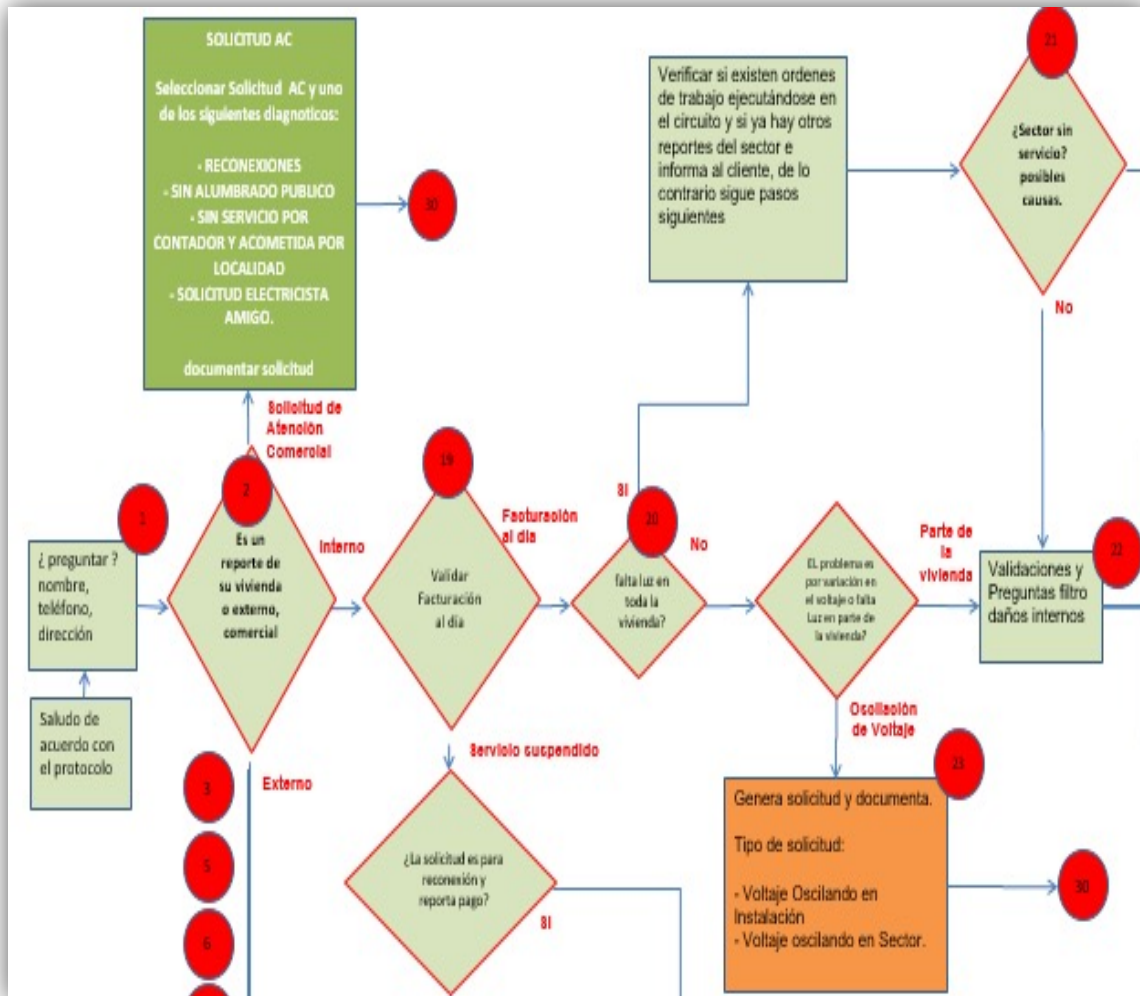 SOLICITUD AC
Seleccionar Solicitud AC y uno
de los siguientes diagnoticos:
- RECONEXIONES
- SIN ALUMBRADO PUBLICO
- SIN SERVICIO POR
CONTADOR Y ACOMETIDA POR
LOCALIDAD
- SOLICITUD ELECTRICISTA
AMIGO.
documentar solicitud
30
Verificar si existen ordenes
de trabajo ejecutándose en
el circuito y si ya hay otros
reportes del sector e
informa al cliente, de lo
contrario sigue pasos
siguientes
21
¿Sector sin
servicio?
posibles
causas.
No
Solicitud de
Atención
Comercial
1
¿ preguntar ?
nombre,
teléfono,
dirección
Saludo de
acuerdo con
el protocolo
2
Es un
reporte de
su vivienda
o externo,
comercial
Interno
Externo
19
Validar
Facturación
al día
Facturación
al día
Servicio suspendido
SI
20
falta luz en
toda la
vivienda?
No
EL problema es
por variación en
el voltaje o falta
Luz en parte de
la vivienda?
Parte de
la
vivienda
22
Validaciones y
Preguntas filtro
daños internos
Oscilación
de Voltaje
23
Genera solicitud y documenta.
Tipo de solicitud:
- Voltaje Oscilando en
Instalación
- Voltaje oscilando en Sector.
30
3
5
6
¿La solicitud es para
reconexión y
reporta pago?
SI